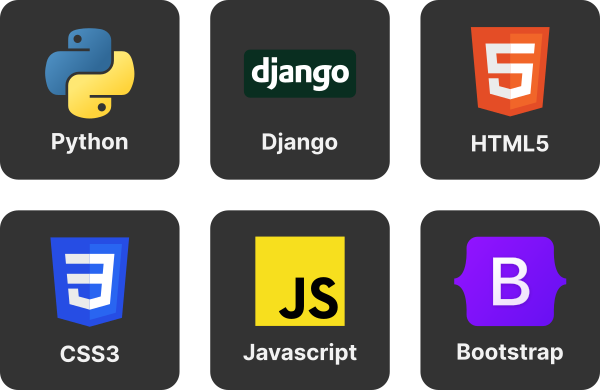 django
Python
Django
5
HTML5
3
JS
B
CSS3
Javascript
Bootstrap